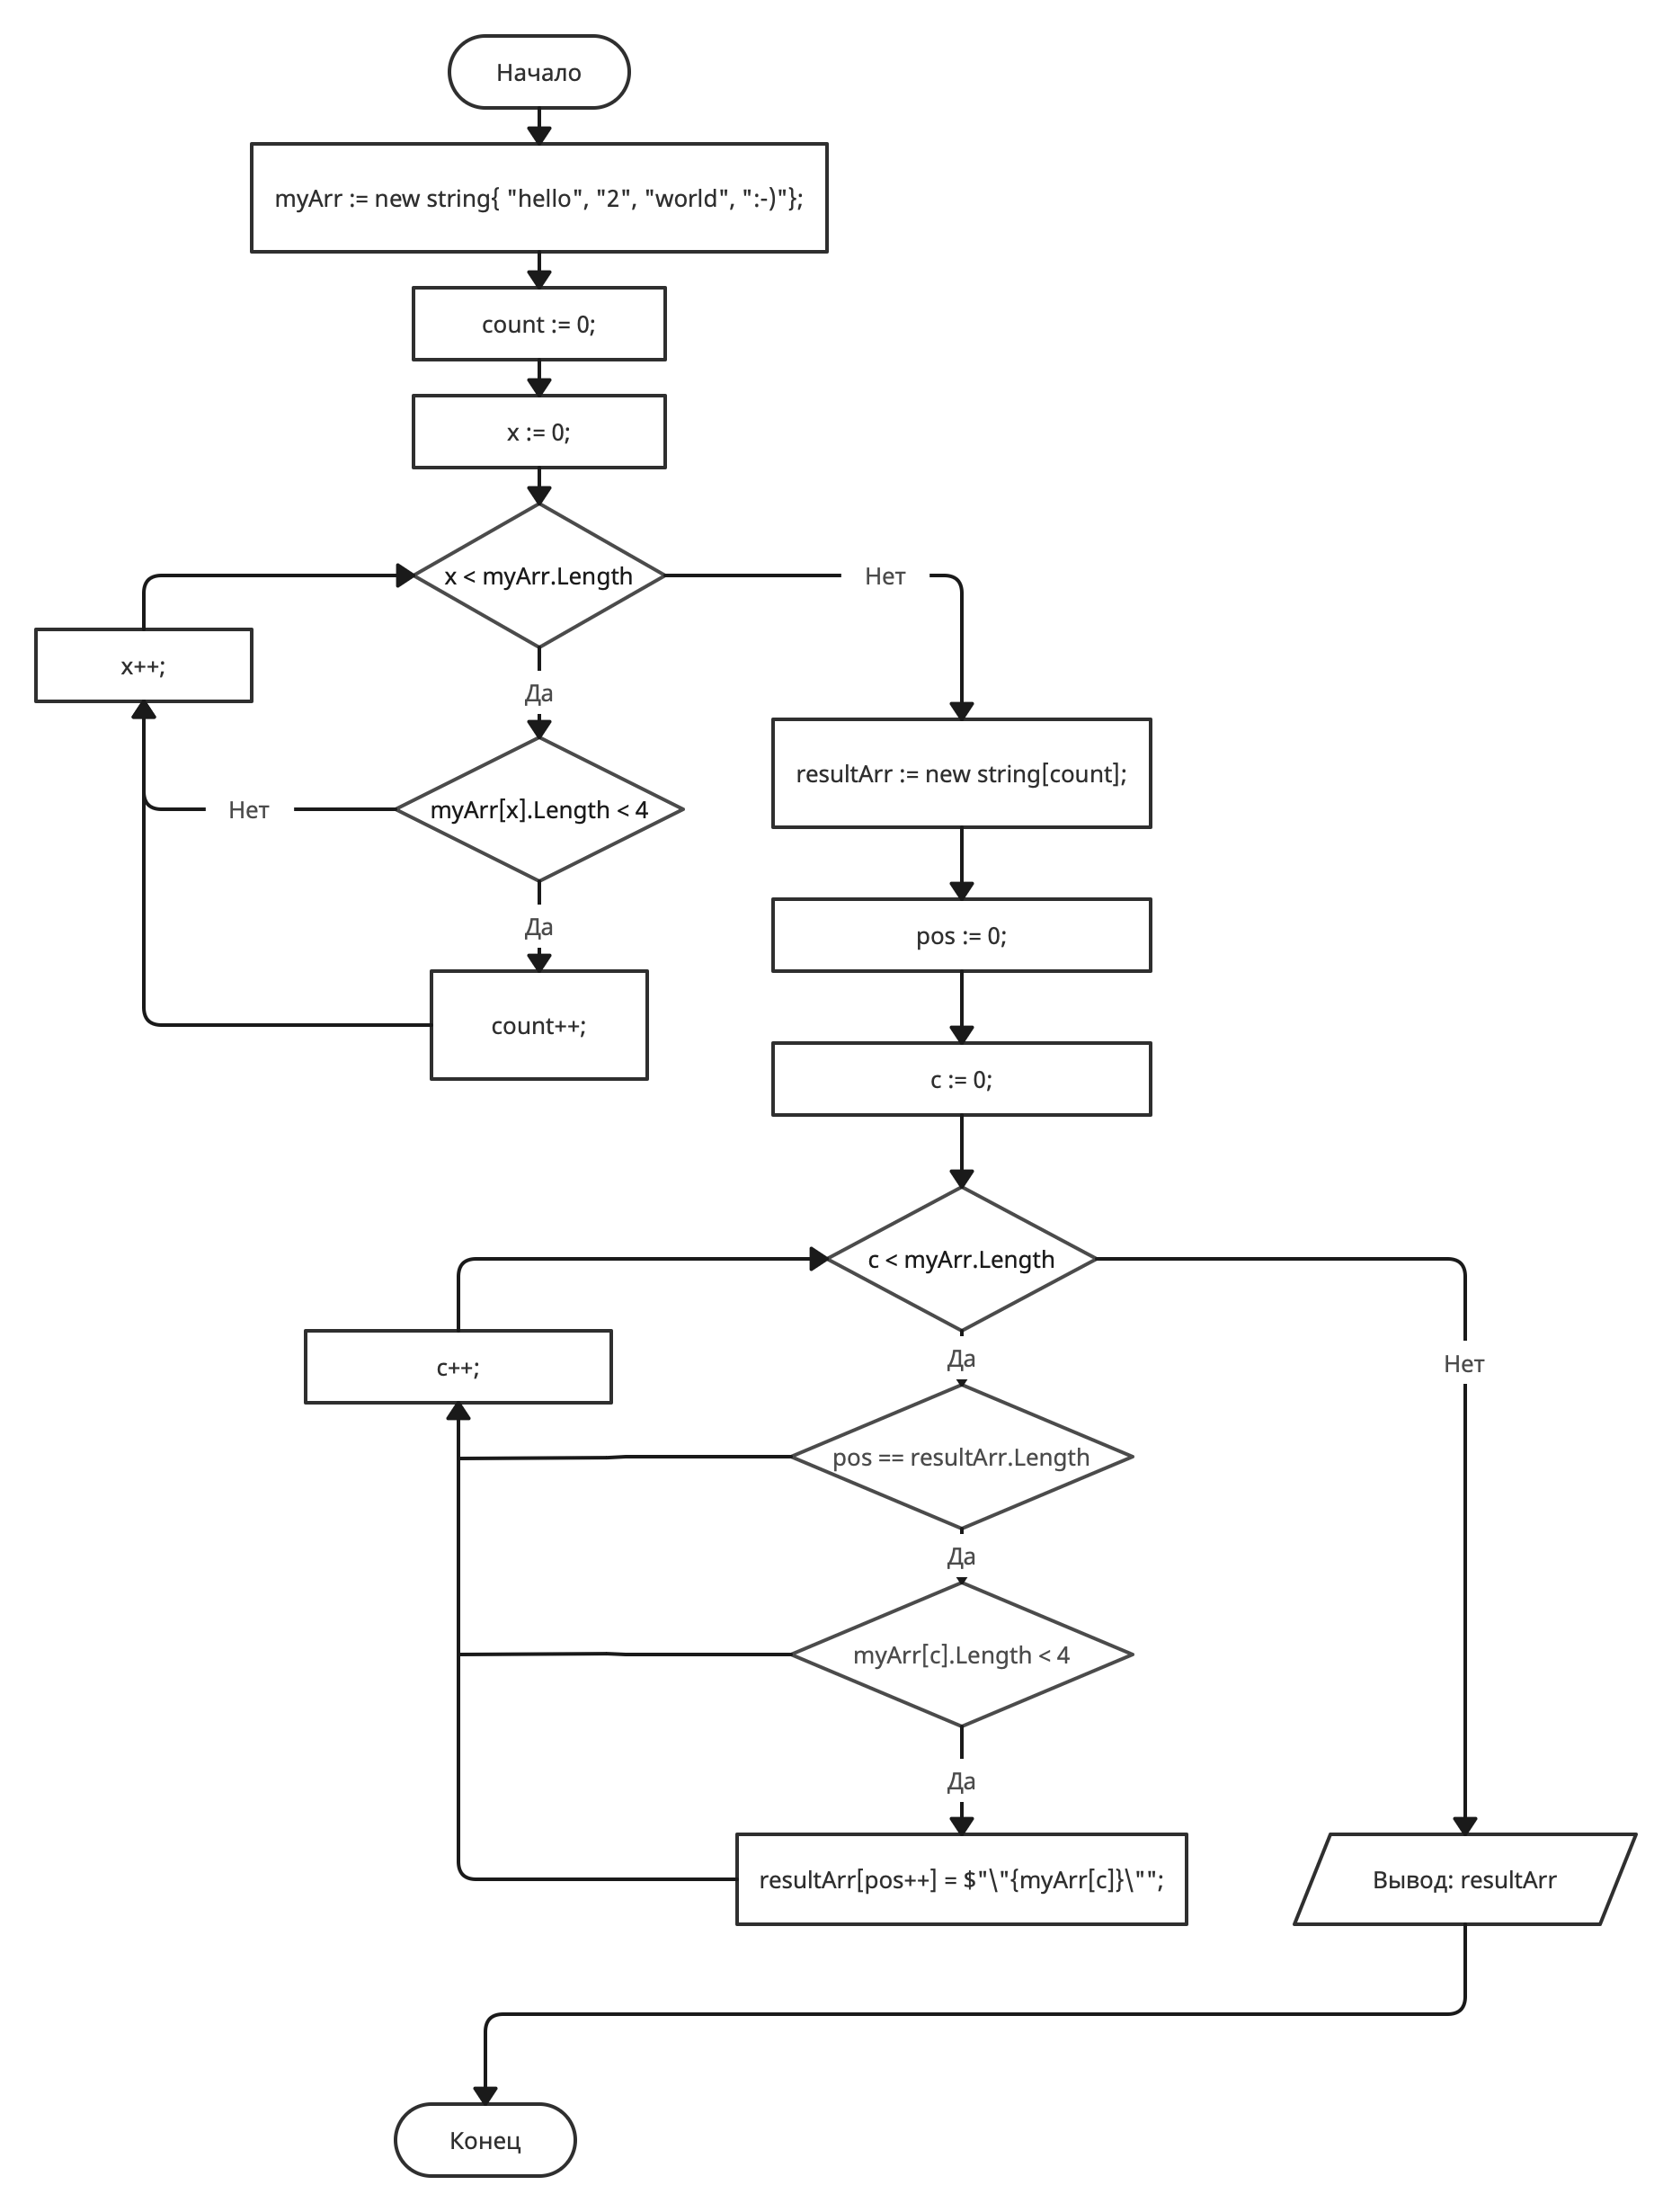 Начало
myArr := new string{ "hello", "2", "world", ":-)"};
count := 0;
x := 0;
x < myArr.Length
Нет
x++;
Да
resultArr := new string[count];
myArr[x].Length < 4
Нет
Да
pos := 0;
count++;
c := 0;
c < myArr.Length
Да
Нет
c++;
pos == resultArr.Length
Да
myArr[c].Length < 4
Да
resultArr[pos++] = $"\"{myArr[c]}\"";
Вывод: resultArr
Конец